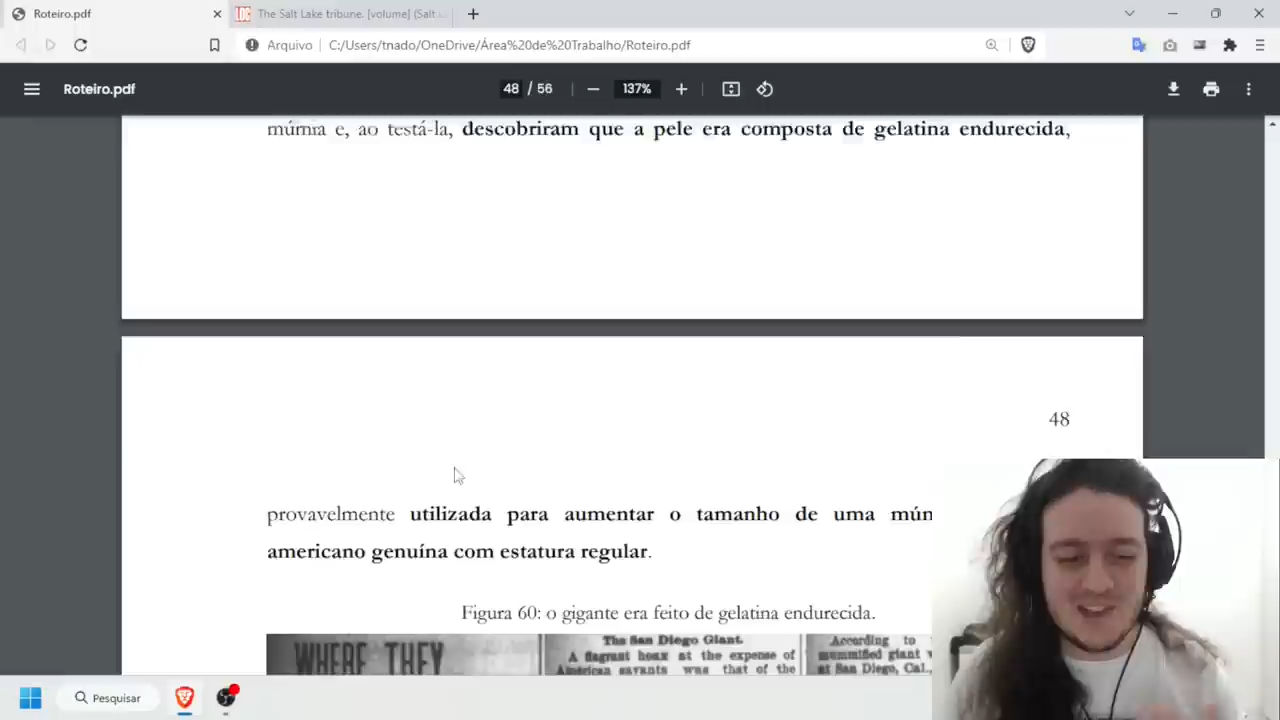 Roteiro.pdf
The Salt Lake tribune. [volume] (Salt
Arquivo
C:/Users/tnado/OneDrive/Área%20de%20Trabalho/Roteiro.pdf
Roteiro.pdf
48 / 56
137%
múmia e, ao testá-la, descobriram que a pele era composta de gelatina endurecida,
48
provavelmente utilizada para aumentar o tamanho de uma
americano genuína com estatura regular.
Figura 60: o gigante era feito de gelatina endurecida.
WHERE THEY
The San Diego Giant.
A flagrant hoax at the expense of
American savants was that of the
According to
mummified giant
at San Diego, Cal.,
Pesquisar